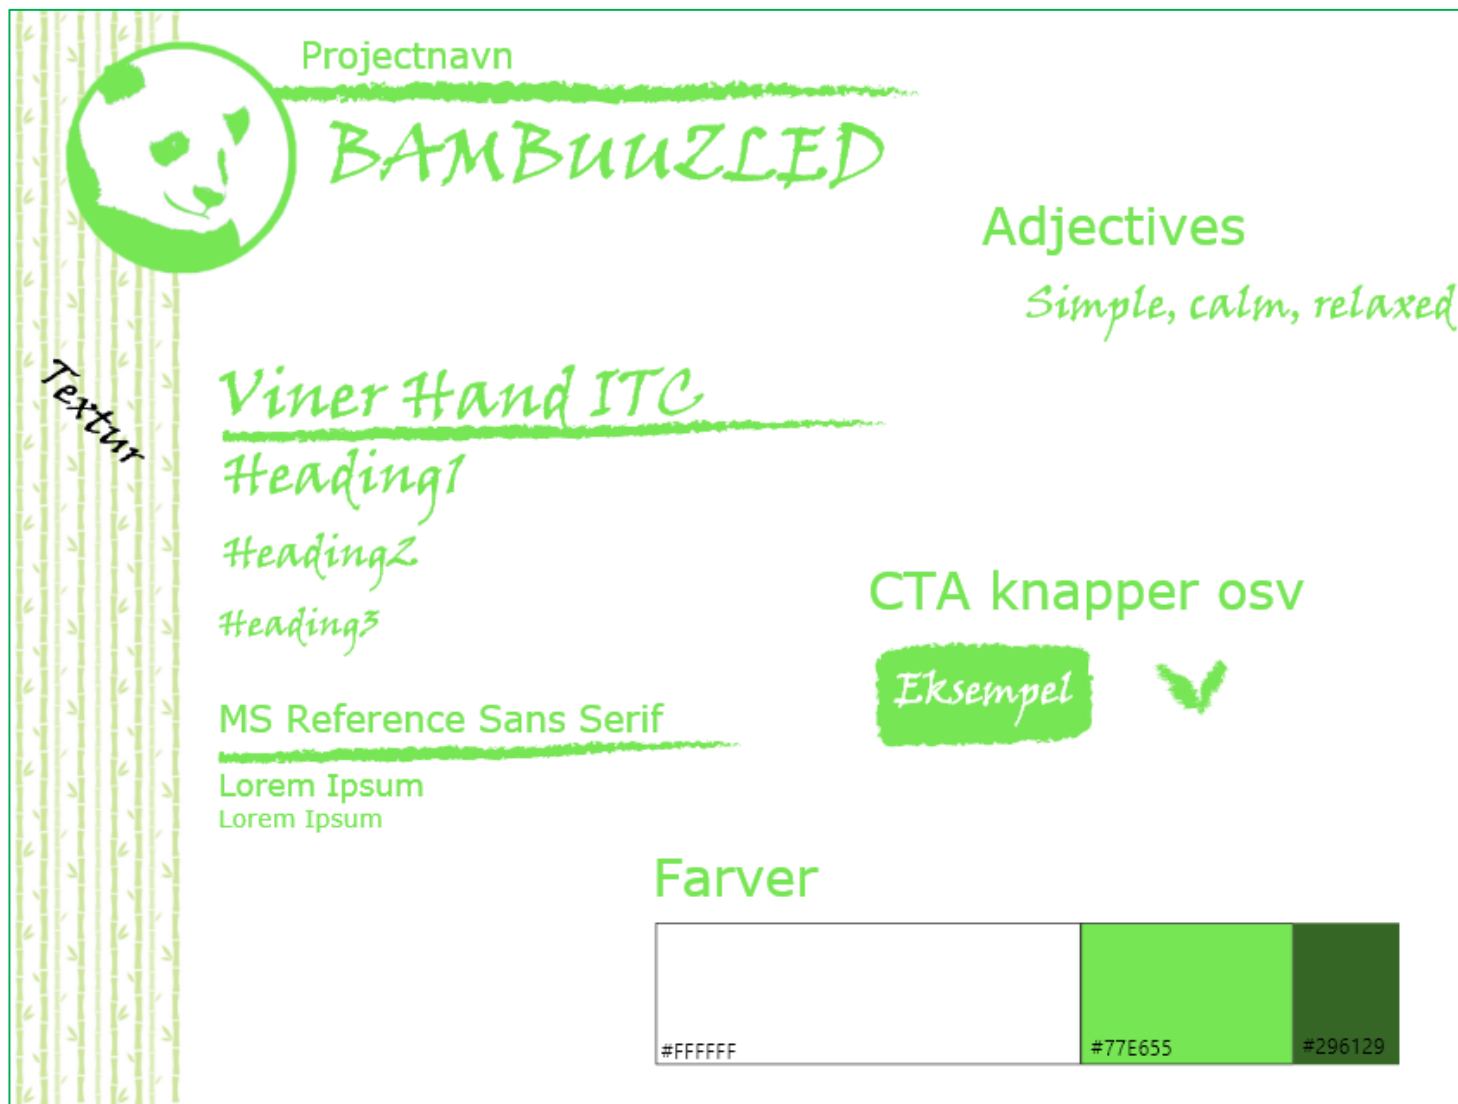 Projectnavn
BAMBUUZLED
Adjectives
Simple, calm, relaxed
Textur
Viner Hand ITC
Heading1
Heading2
Heading3
CTA knapper osv
Eksempel
MS Reference Sans Serif
Lorem Ipsum
Lorem Ipsum
Farver
#FFFFFF
#77E655
#296129